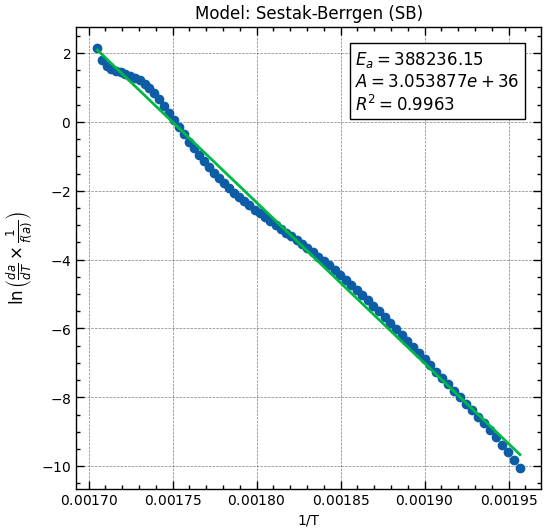 Model: Sestak-Berrgen (SB)
E_a = 388236.15
A = 3.053877e + 36
R^2 = 0.9963
ln (da/dT × 1/f(a))
2
0
−2
−4
−6
−8
−10
0.00170 0.00175 0.00180 0.00185 0.00190 0.00195
1/T